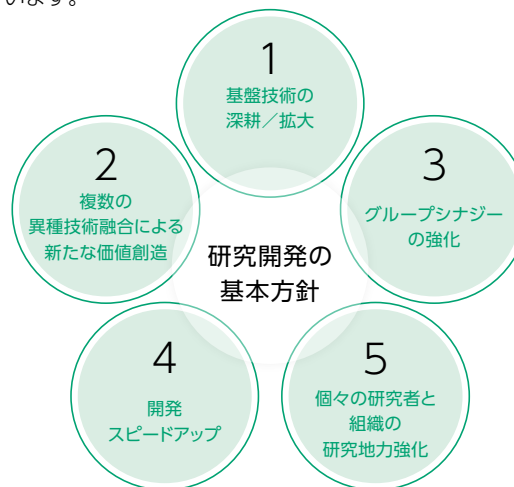 います。
1
基盤技術の
深耕／拡大
2
複数の
異種技術融合による
新たな価値創造
3
グループシナジー
の強化
研究開発の
基本方針
4
開発
スピードアップ
5
個々の研究者と
組織の
研究地力強化